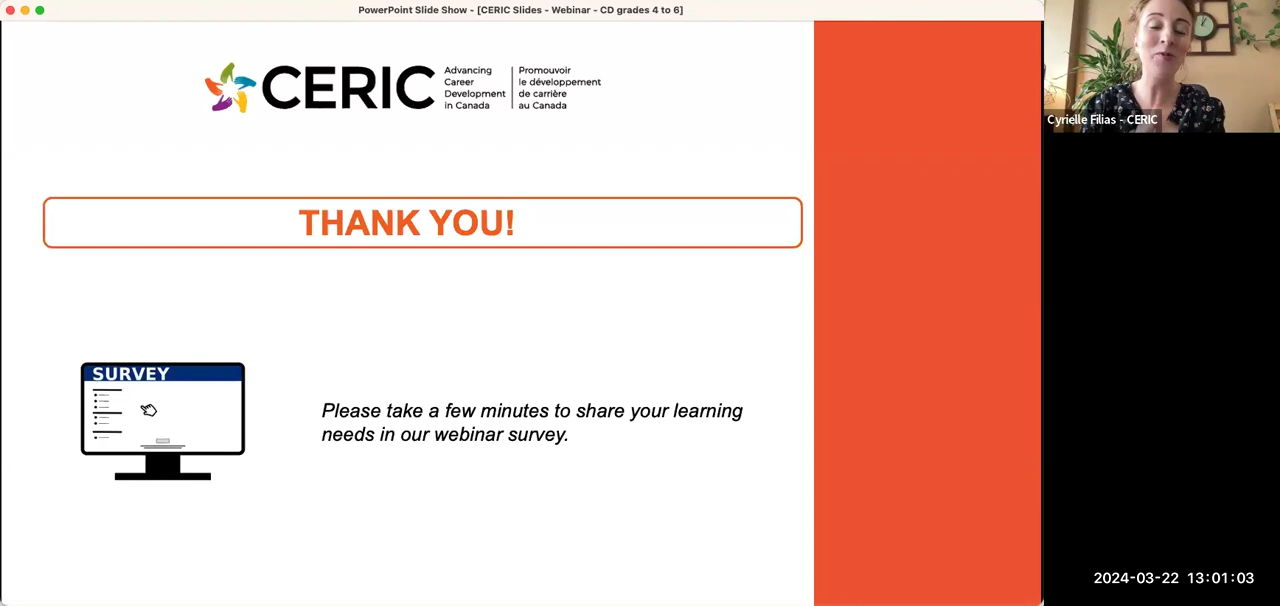 PowerPoint Slide Show - [CERIC Slides - Webinar - CD grades 4 to 6]
CERIC
Advancing
Career
Development
in Canada
Promouvoir
le développement
de carrière
au Canada
Cyrielle Filias - CERIC
THANK YOU!
SURVEY
Please take a few minutes to share your learning
needs in our webinar survey.
2024-03-22 13:01:03